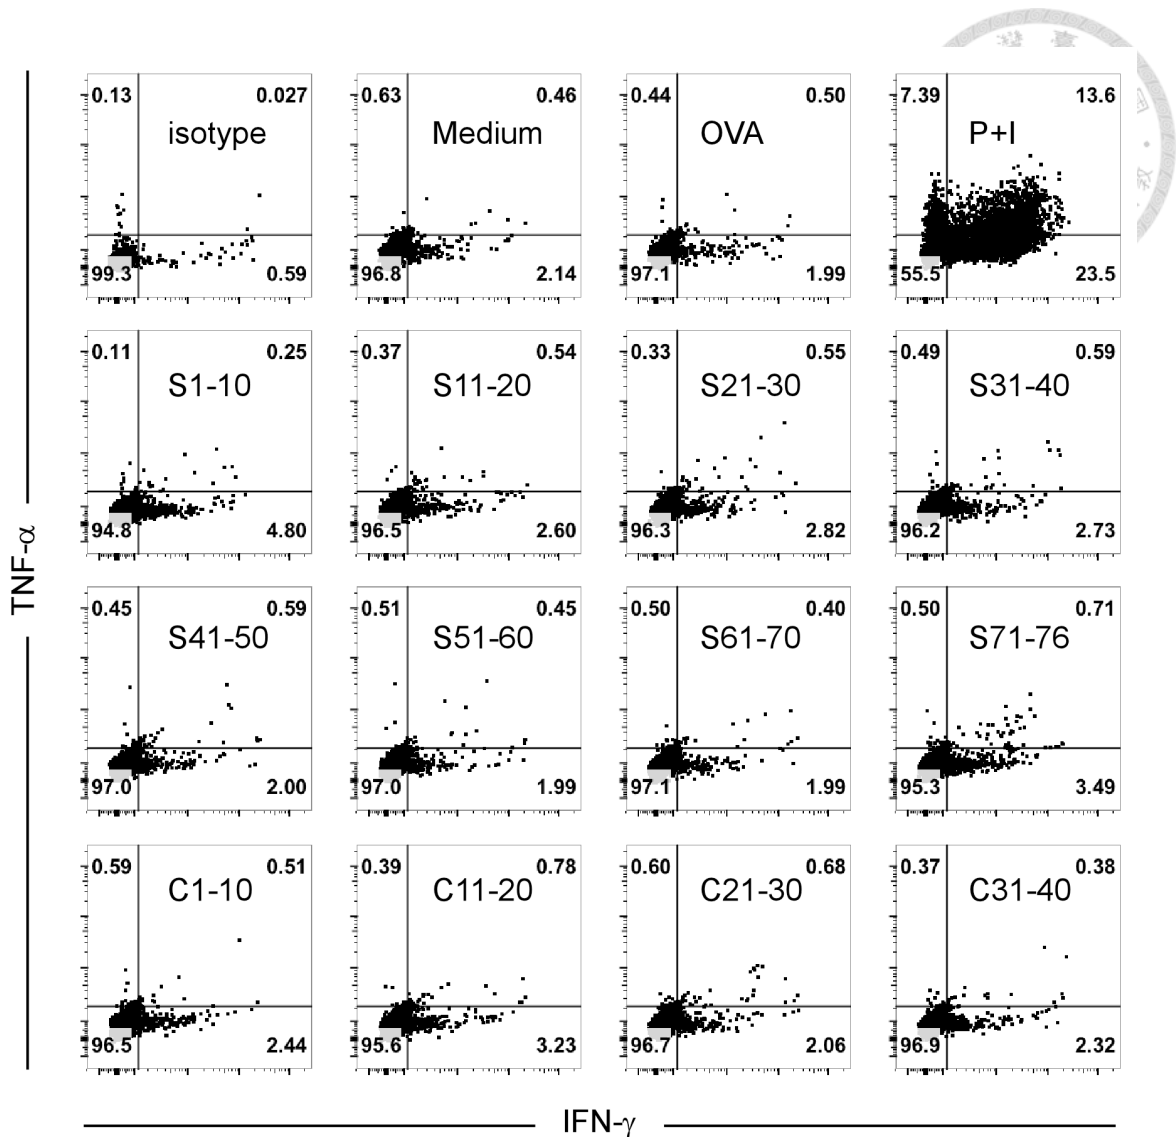 0.13 0.027 0.63 0.46 0.44 0.50 7.39 13.6
isotype Medium OVA P+I
99.3 0.59 96.8 2.14 97.1 1.99 55.5 23.5
0.11 0.25 0.37 0.54 0.33 0.55 0.49 0.59
S1-10 S11-20 S21-30 S31-40
94.8 4.80 96.5 2.60 96.3 2.82 96.2 2.73
TNF-α
0.45 0.59 0.51 0.45 0.50 0.40 0.50 0.71
S41-50 S51-60 S61-70 S71-76
97.0 2.00 97.0 1.99 97.1 1.99 95.3 3.49
0.59 0.51 0.39 0.78 0.60 0.68 0.37 0.38
C1-10 C11-20 C21-30 C31-40
96.5 2.44 95.6 3.23 96.7 2.06 96.9 2.32
IFN-γ